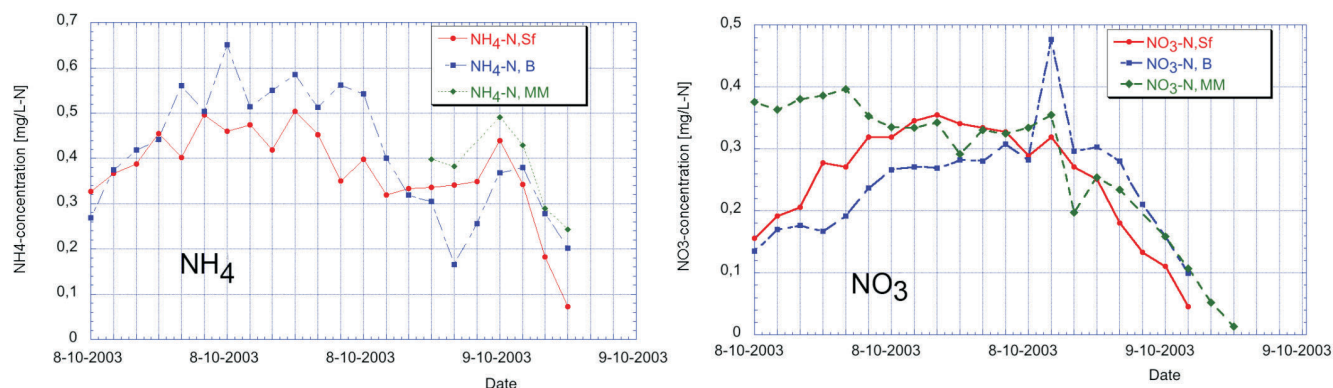 0,7
0,6
0,5
0,4
0,3
0,2
0,1
0
NH4-concentration [mg/L-N]
NH4-N,Sf
NH4-N, B
NH4-N, MM
NH4
8-10-2003 8-10-2003 8-10-2003 9-10-2003 9-10-2003
Date
0,5
0,4
0,3
0,2
0,1
0
NO3-concentration [mg/L-N]
NO3-N,Sf
NO3-N, B
NO3-N, MM
NO3
8-10-2003 8-10-2003 8-10-2003 9-10-2003 9-10-2003
Date